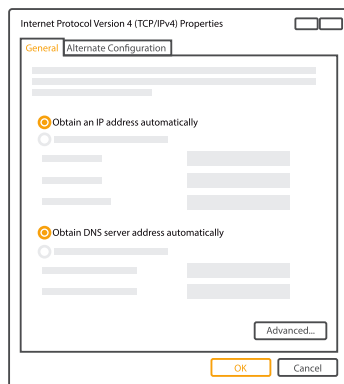 Internet Protocol Version 4 (TCP/IPv4) Properties
General
Alternate Configuration
Obtain an IP address automatically
Obtain DNS server address automatically
Advanced...
OK
Cancel